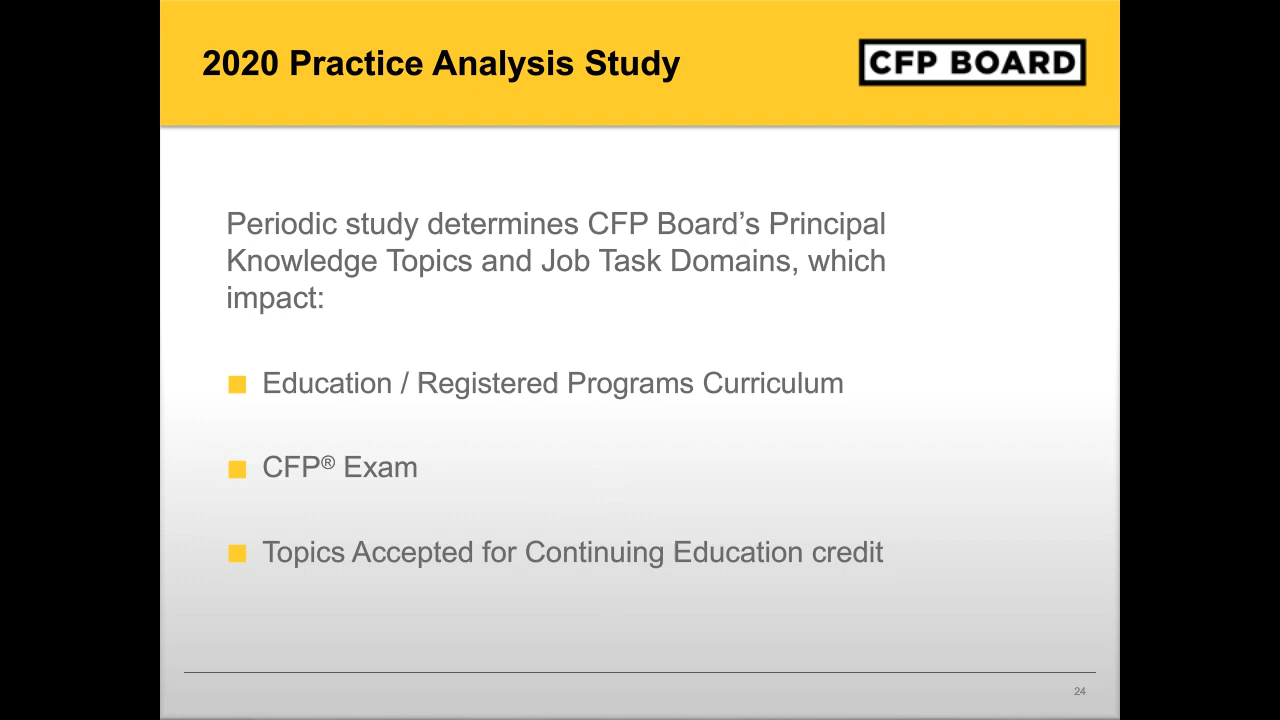 2020 Practice Analysis Study
CFP BOARD
Periodic study determines CFP Board’s Principal
Knowledge Topics and Job Task Domains, which
impact:
Education / Registered Programs Curriculum
CFP® Exam
Topics Accepted for Continuing Education credit
24